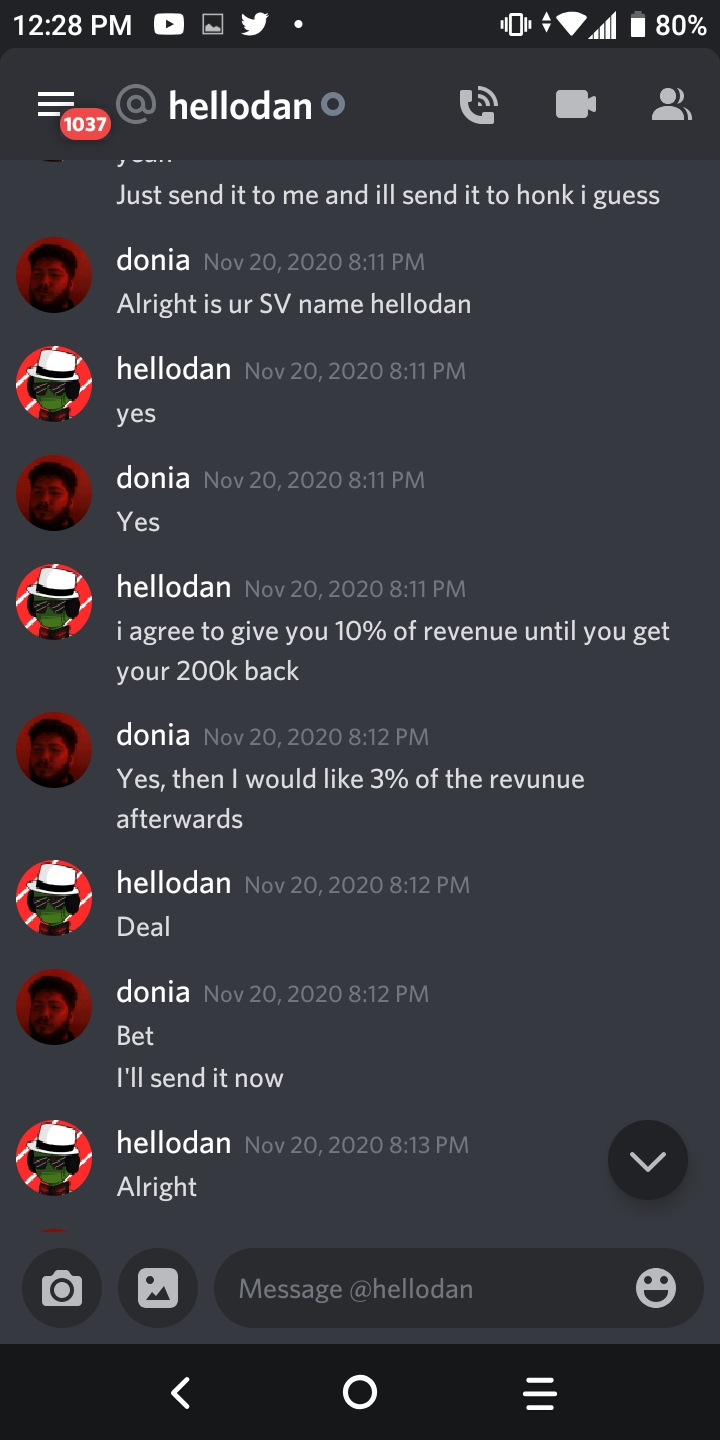 12:28 PM 80%
@ hellodan
1037
Just send it to me and ill send it to honk i guess
donia Nov 20, 2020 8:11 PM
Alright is ur SV name hellodan
hellodan Nov 20, 2020 8:11 PM
yes
donia Nov 20, 2020 8:11 PM
Yes
hellodan Nov 20, 2020 8:11 PM
i agree to give you 10% of revenue until you get
your 200k back
donia Nov 20, 2020 8:12 PM
Yes, then I would like 3% of the revunue
afterwards
hellodan Nov 20, 2020 8:12 PM
Deal
donia Nov 20, 2020 8:12 PM
Bet
I'll send it now
hellodan Nov 20, 2020 8:13 PM
Alright
Message @hellodan